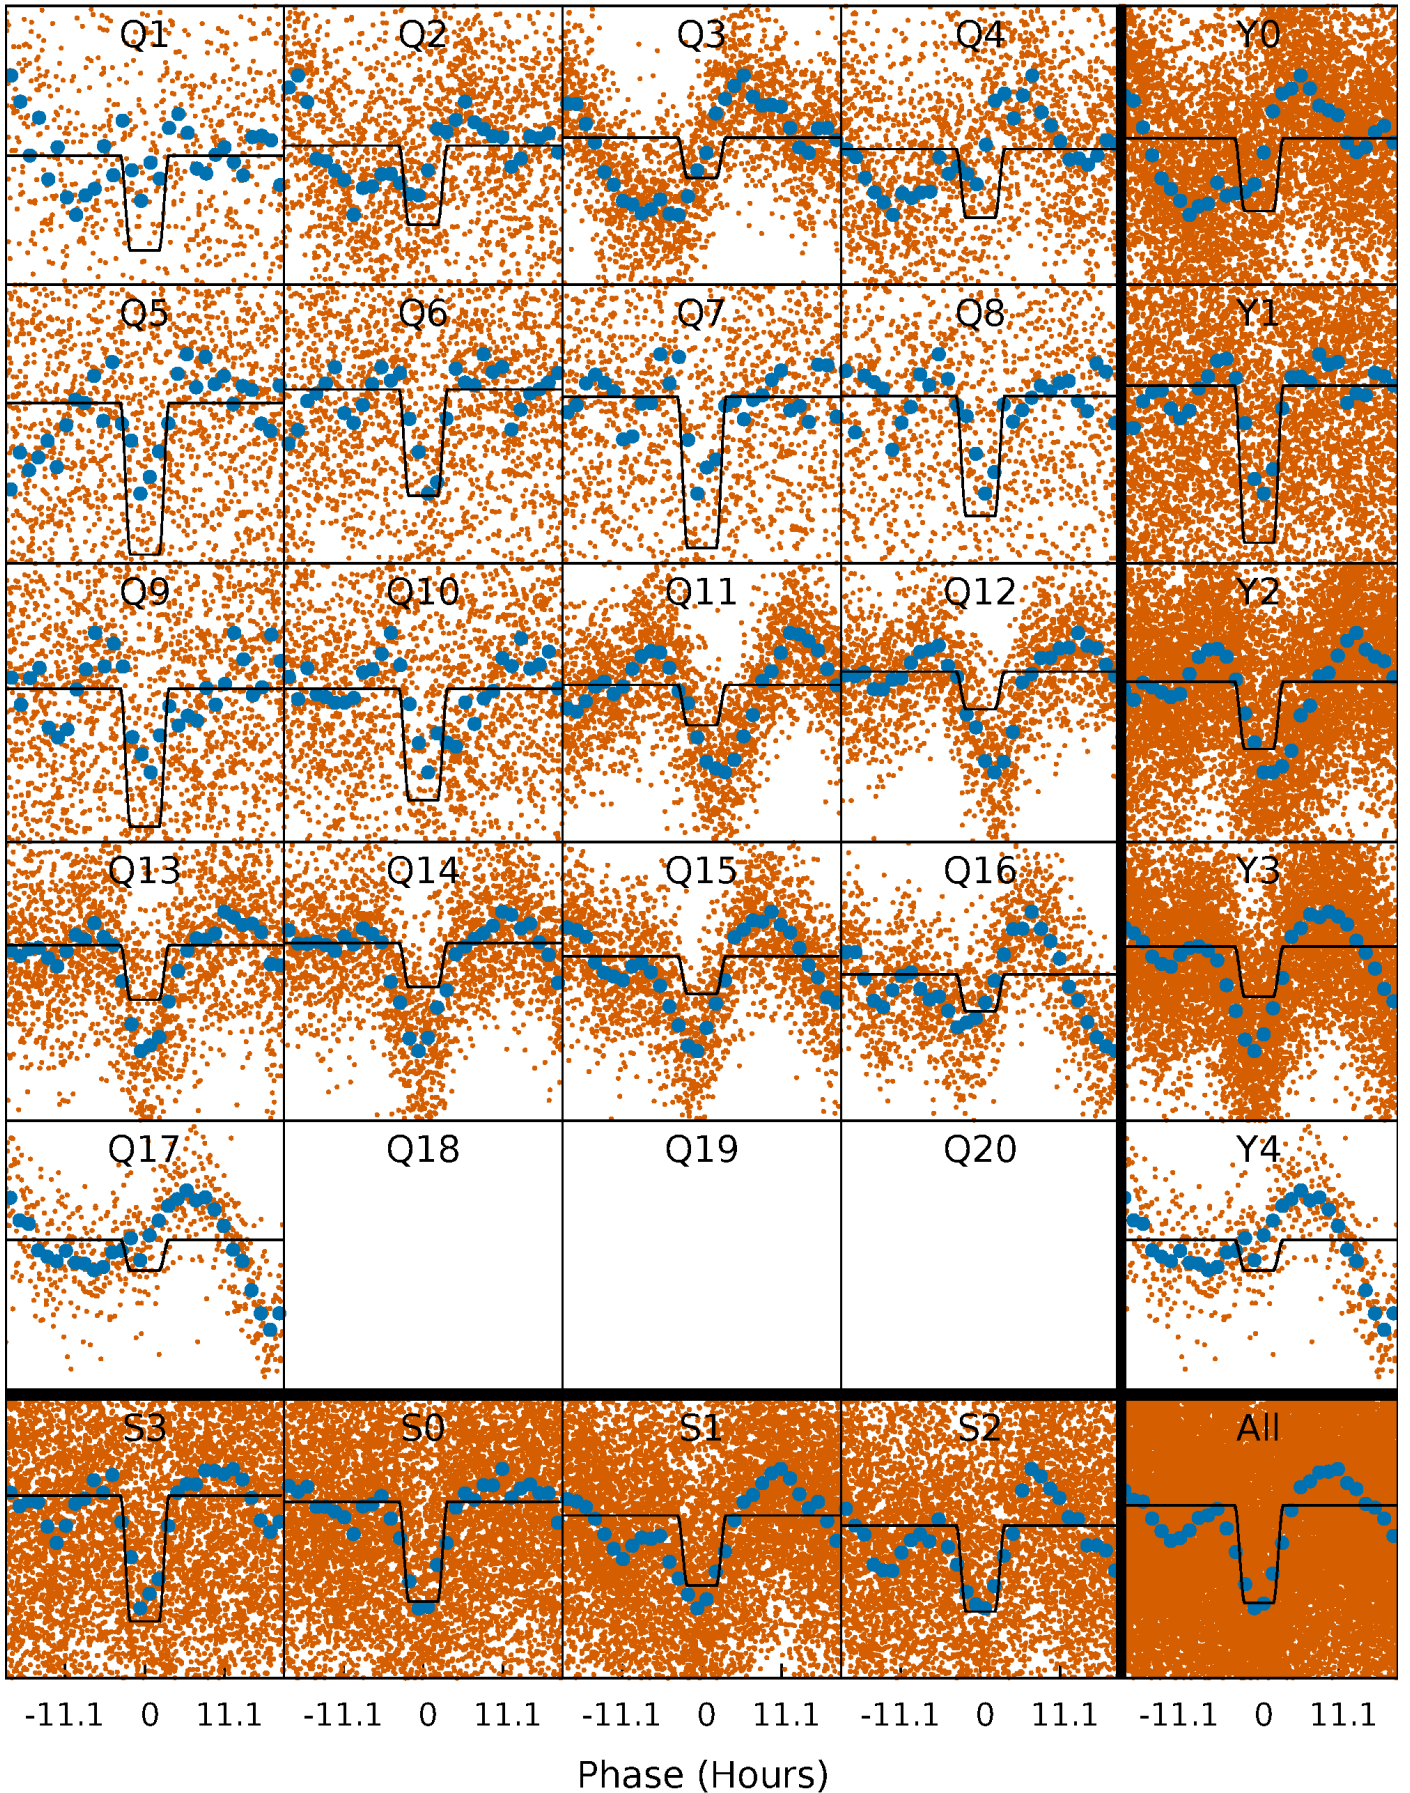 Q1 Q2 Q3 Q4 Y0
Q5 Q6 Q7 Q8 Y1
Q9 Q10 Q11 Q12 Y2
Q13 Q14 Q15 Q16 Y3
Q17 Q18 Q19 Q20 Y4
S3 S0 S1 S2 All
-11.1 0 11.1 -11.1 0 11.1 -11.1 0 11.1 -11.1 0 11.1 -11.1 0 11.1
Phase (Hours)